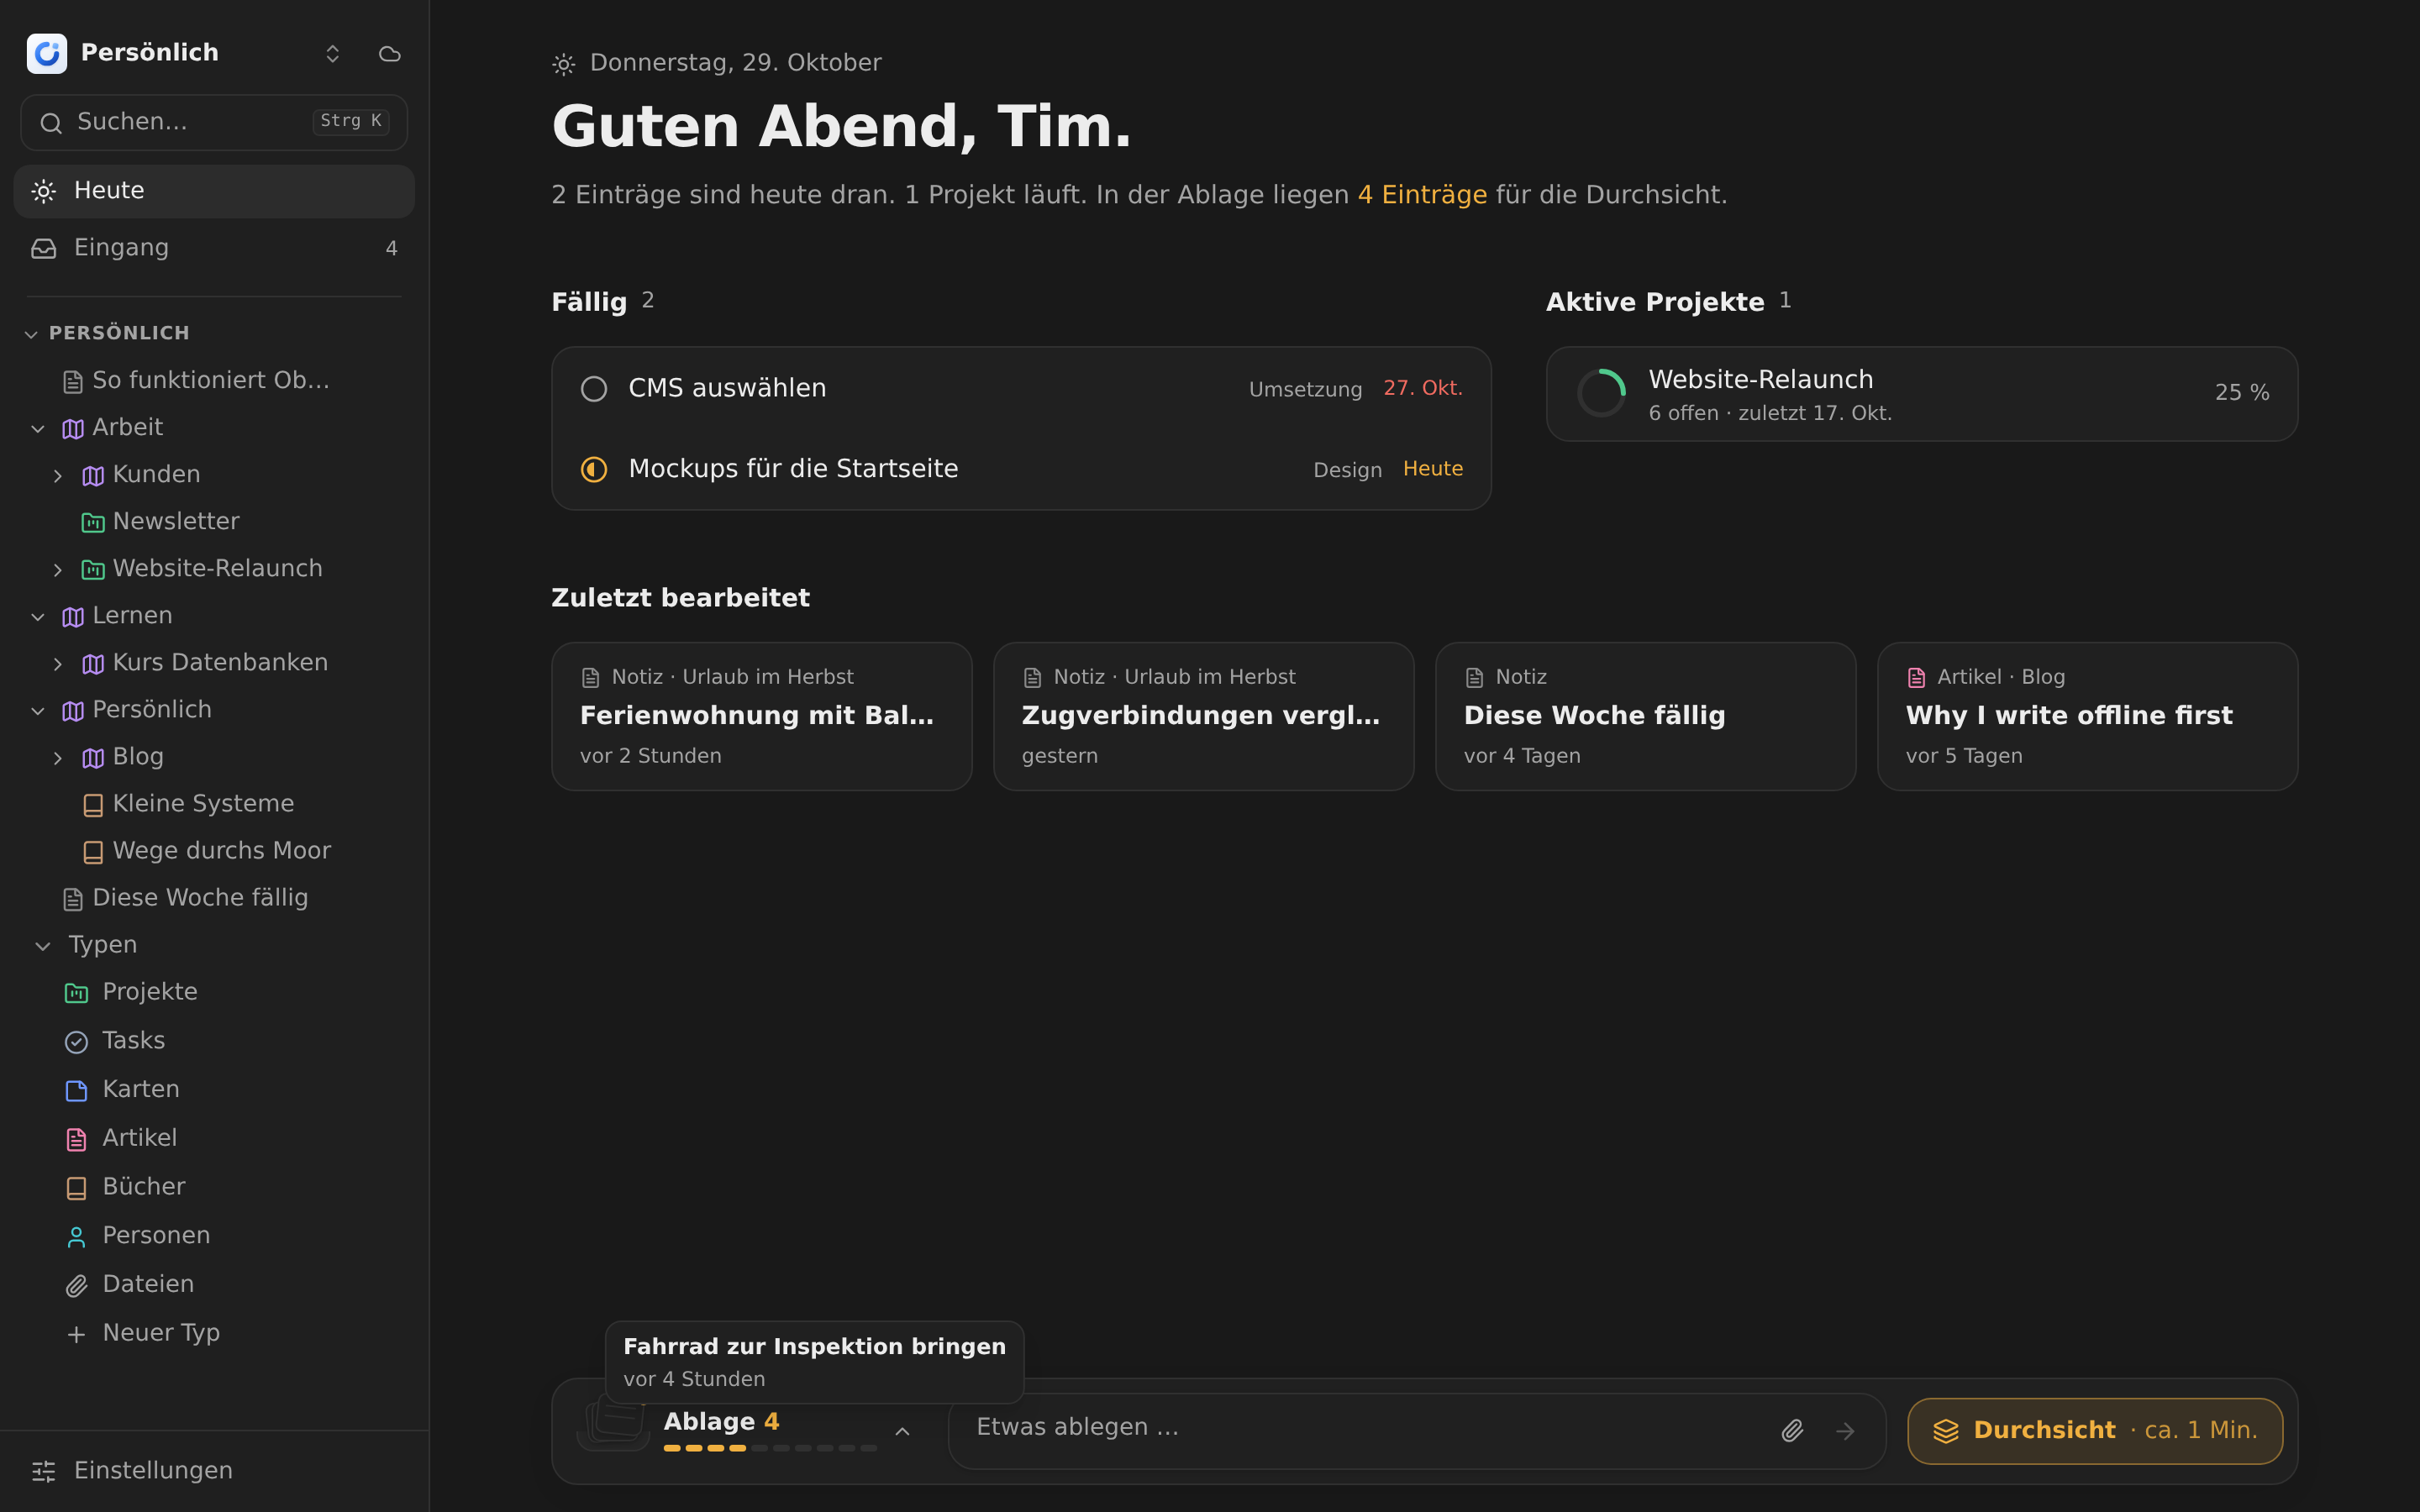 Persönlich
Suchen...
Strg K
Heute
Eingang
4
PERSÖNLICH
So funktioniert Ob...
Arbeit
Kunden
Newsletter
Website-Relaunch
Lernen
Kurs Datenbanken
Persönlich
Blog
Kleine Systeme
Wege durchs Moor
Diese Woche fällig
Typen
Projekte
Tasks
Karten
Artikel
Bücher
Personen
Dateien
Neuer Typ
Einstellungen
Donnerstag, 29. Oktober
Guten Abend, Tim.
2 Einträge sind heute dran. 1 Projekt läuft. In der Ablage liegen 4 Einträge für die Durchsicht.
Fällig 2
CMS auswählen
Umsetzung
27. Okt.
Mockups für die Startseite
Design
Heute
Aktive Projekte 1
Website-Relaunch
6 offen · zuletzt 17. Okt.
25 %
Zuletzt bearbeitet
Notiz · Urlaub im Herbst
Ferienwohnung mit Bal...
vor 2 Stunden
Notiz · Urlaub im Herbst
Zugverbindungen vergl...
gestern
Notiz
Diese Woche fällig
vor 4 Tagen
Artikel · Blog
Why I write offline first
vor 5 Tagen
Fahrrad zur Inspektion bringen
vor 4 Stunden
Ablage 4
Etwas ablegen ...
Durchsicht · ca. 1 Min.